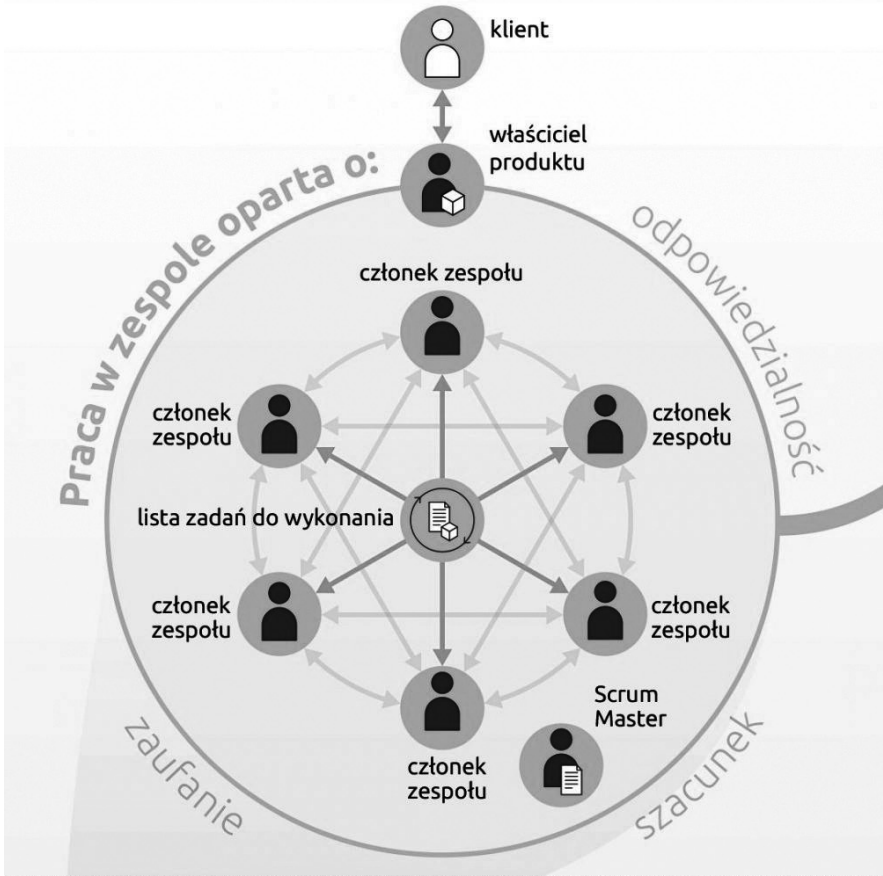 klient
właściciel
produktu
Praca w zespole oparta o:
odpowiedzialność
członek zespołu
członek
zespołu
członek
zespołu
lista zadań do wykonania
członek
zespołu
członek
zespołu
Scrum
Master
członek
zespołu
zaufanie
szacunek